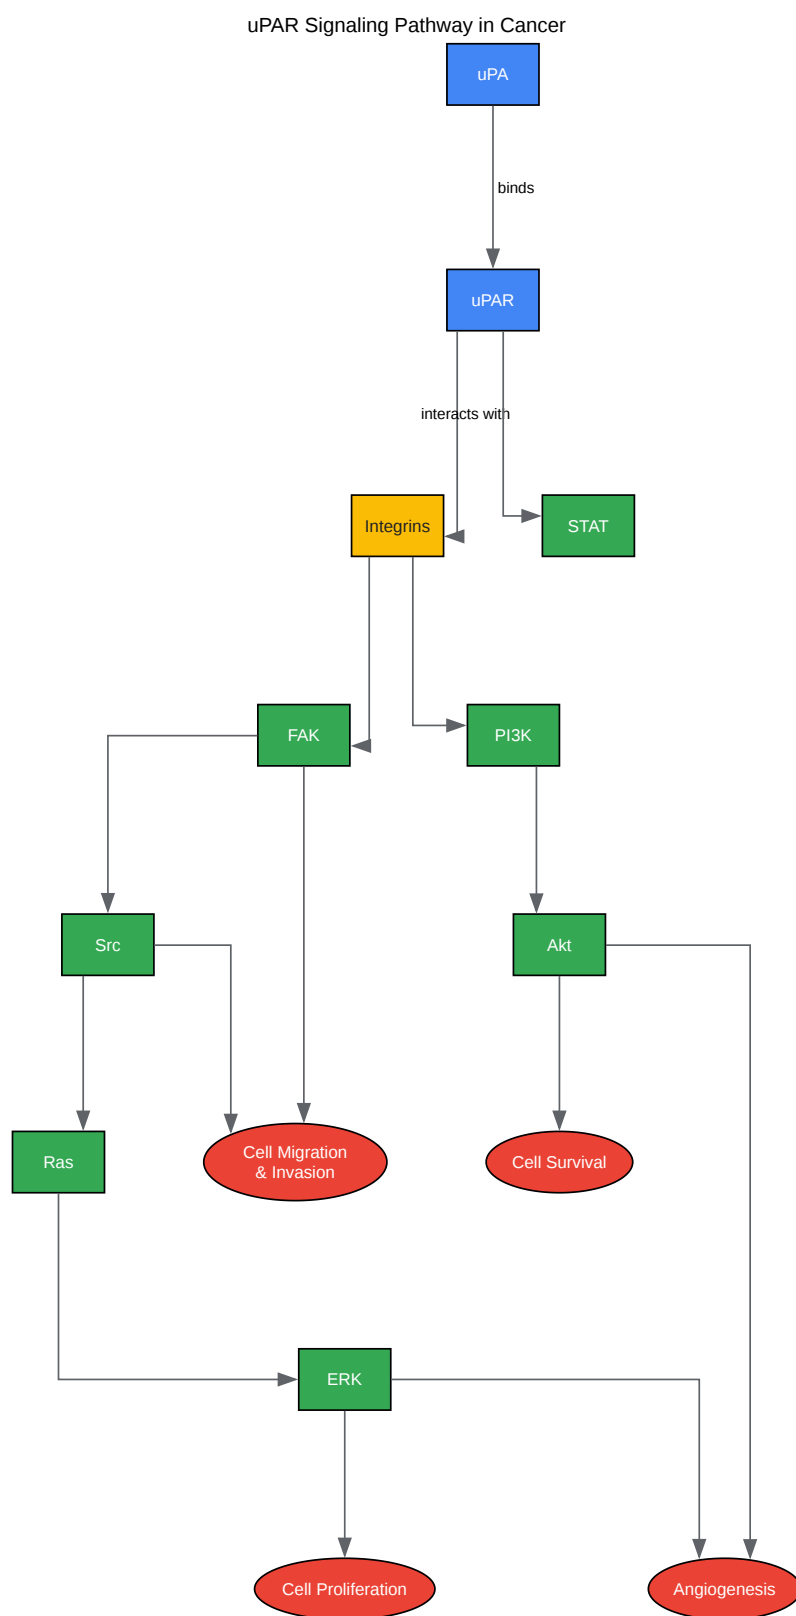 uPAR Signaling Pathway in Cancer
uPA
binds
uPAR
interacts with
Integrins
STAT
FAK
PI3K
Src
Akt
Ras
Cell Migration
& Invasion
Cell Survival
ERK
Cell Proliferation
Angiogenesis